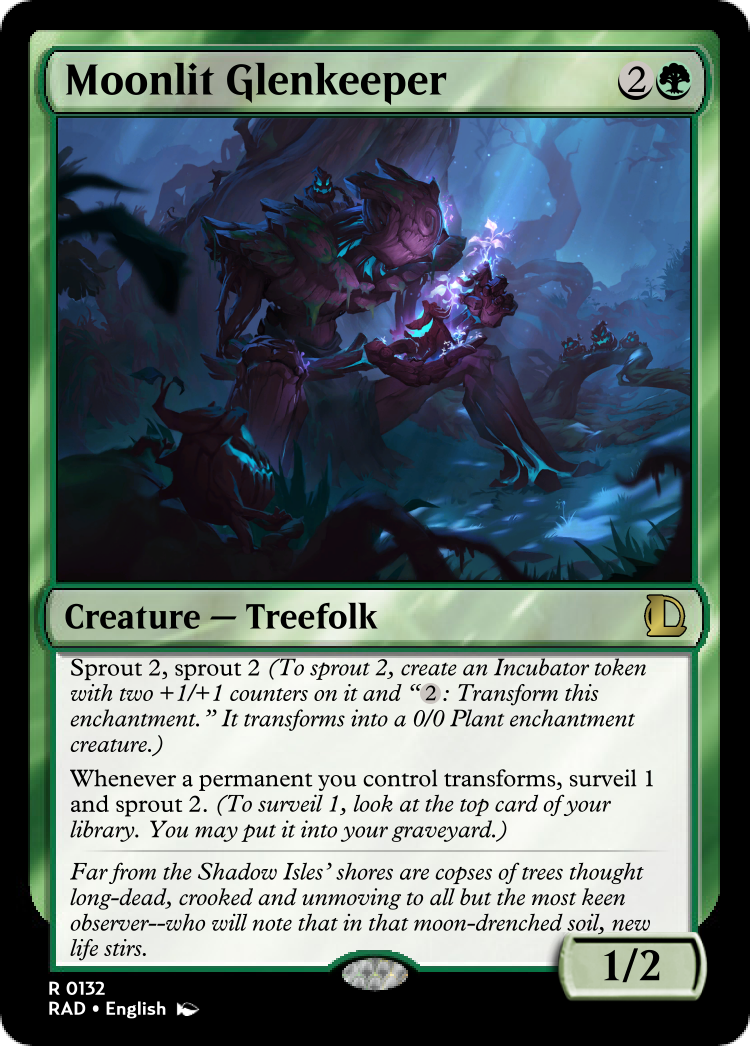 Moonlit Glenkeeper 2
Creature — Treefolk
Sprout 2, sprout 2 (To sprout 2, create an Incubator token
with two +1/+1 counters on it and “2: Transform this
enchantment.” It transforms into a 0/0 Plant enchantment
creature.)
Whenever a permanent you control transforms, surveil 1
and sprout 2. (To surveil 1, look at the top card of your
library. You may put it into your graveyard.)
Far from the Shadow Isles’ shores are copses of trees thought
long-dead, crooked and unmoving to all but the most keen
observer--who will note that in that moon-drenched soil, new
life stirs.
1/2
R 0132
RAD • English